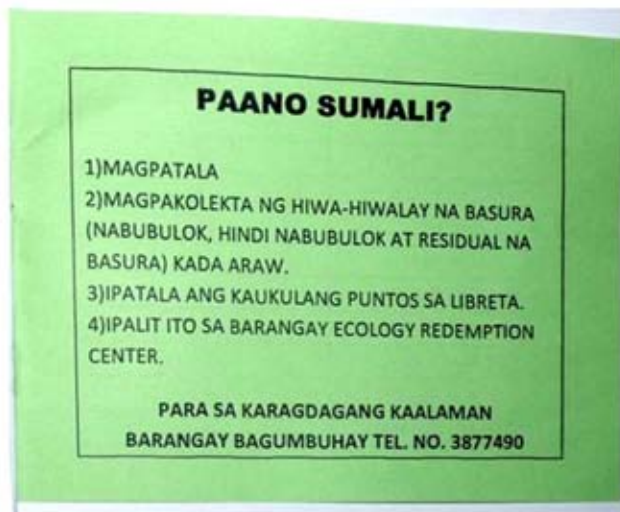 PAANO SUMALI?
1)MAGPATALA
2)MAGPAKOLEKTA NG HIWA-HIWALAY NA BASURA
(NABUBULOK, HINDI NABUBULOK AT RESIDUAL NA
BASURA) KADA ARAW.
3)IPATALA ANG KAUKULANG PUNTOS SA LIBRETA.
4)IPALIT ITO SA BARANGAY ECOLOGY REDEMPTION
CENTER.
PARA SA KARAGDAGANG KAALAMAN
BARANGAY BAGUMBUHAY TEL. NO. 3877490